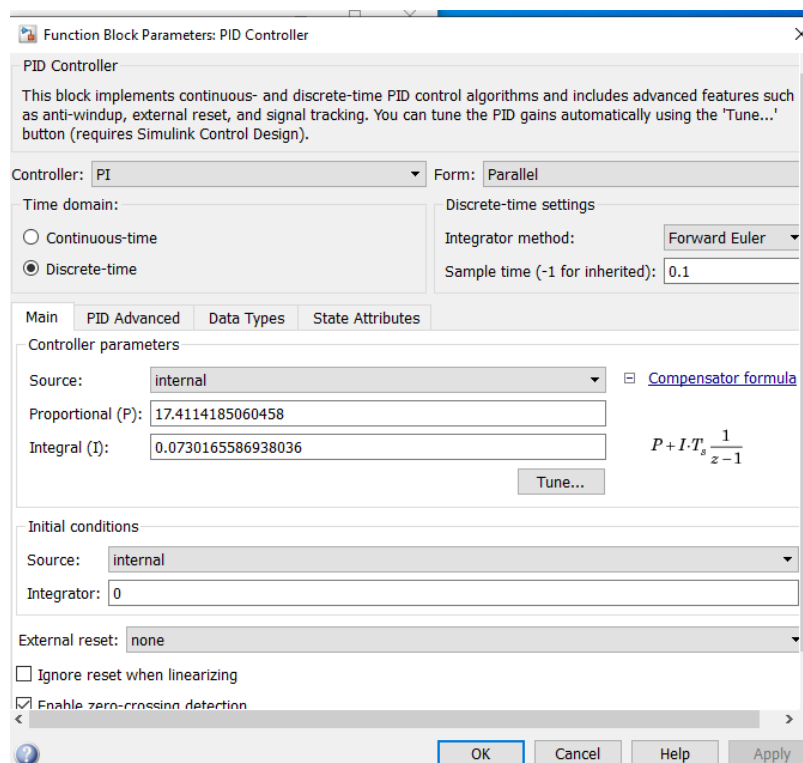 Function Block Parameters: PID Controller
PID Controller
This block implements continuous- and discrete-time PID control algorithms and includes advanced features such
as anti-windup, external reset, and signal tracking. You can tune the PID gains automatically using the 'Tune...'
button (requires Simulink Control Design).
Controller: PI Form: Parallel
Time domain:
Continuous-time
Discrete-time
Discrete-time settings
Integrator method: Forward Euler
Sample time (-1 for inherited): 0.1
Main PID Advanced Data Types State Attributes
Controller parameters
Source: internal
Proportional (P): 17.4114185060458
Integral (I): 0.0730165586938036
Compensator formula
P+I·Ts 1/(z−1)
Tune...
Initial conditions
Source: internal
Integrator: 0
External reset: none
Ignore reset when linearizing
Enable zero-crossing detection
OK Cancel Help Apply